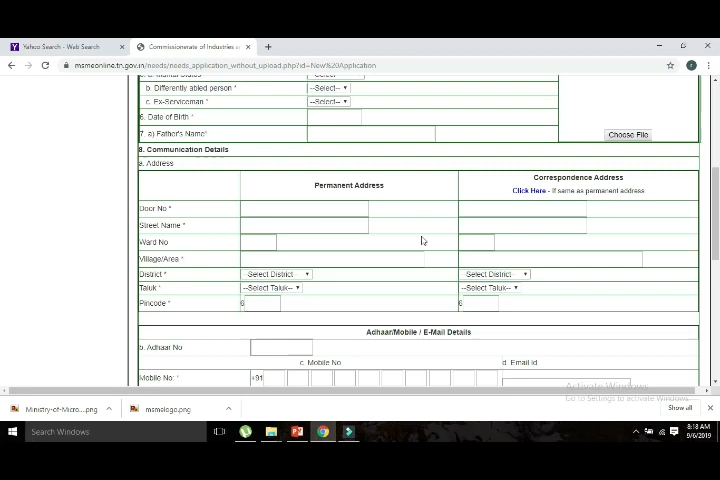 Yahoo Search - Web Search
Commissionerate of Industries a
msmeonline.tn.gov.in/needs/needs_application_without_upload.php?id=New%20Application
--Select--
b. Differently abled person * --Select--
c. Ex-Serviceman * --Select--
6. Date of Birth *
7. a) Father's Name*
Choose File
8. Communication Details
a. Address
Permanent Address
Correspondence Address
Click Here - if same as permanent address
Door No *
Street Name *
Ward No
Village/Area *
District * --Select District-- --Select District--
Taluk * --Select Taluk-- --Select Taluk--
Pincode * 6 6
Adhaar/Mobile / E-Mail Details
b. Adhaar No
c. Mobile No d. Email Id
Mobile No: * +91
Activate Windows
Go to Settings to activate Windows.
Ministry-of-Micro....png
msmelogo.png
Show all
Search Windows
8:18 AM
9/6/2019